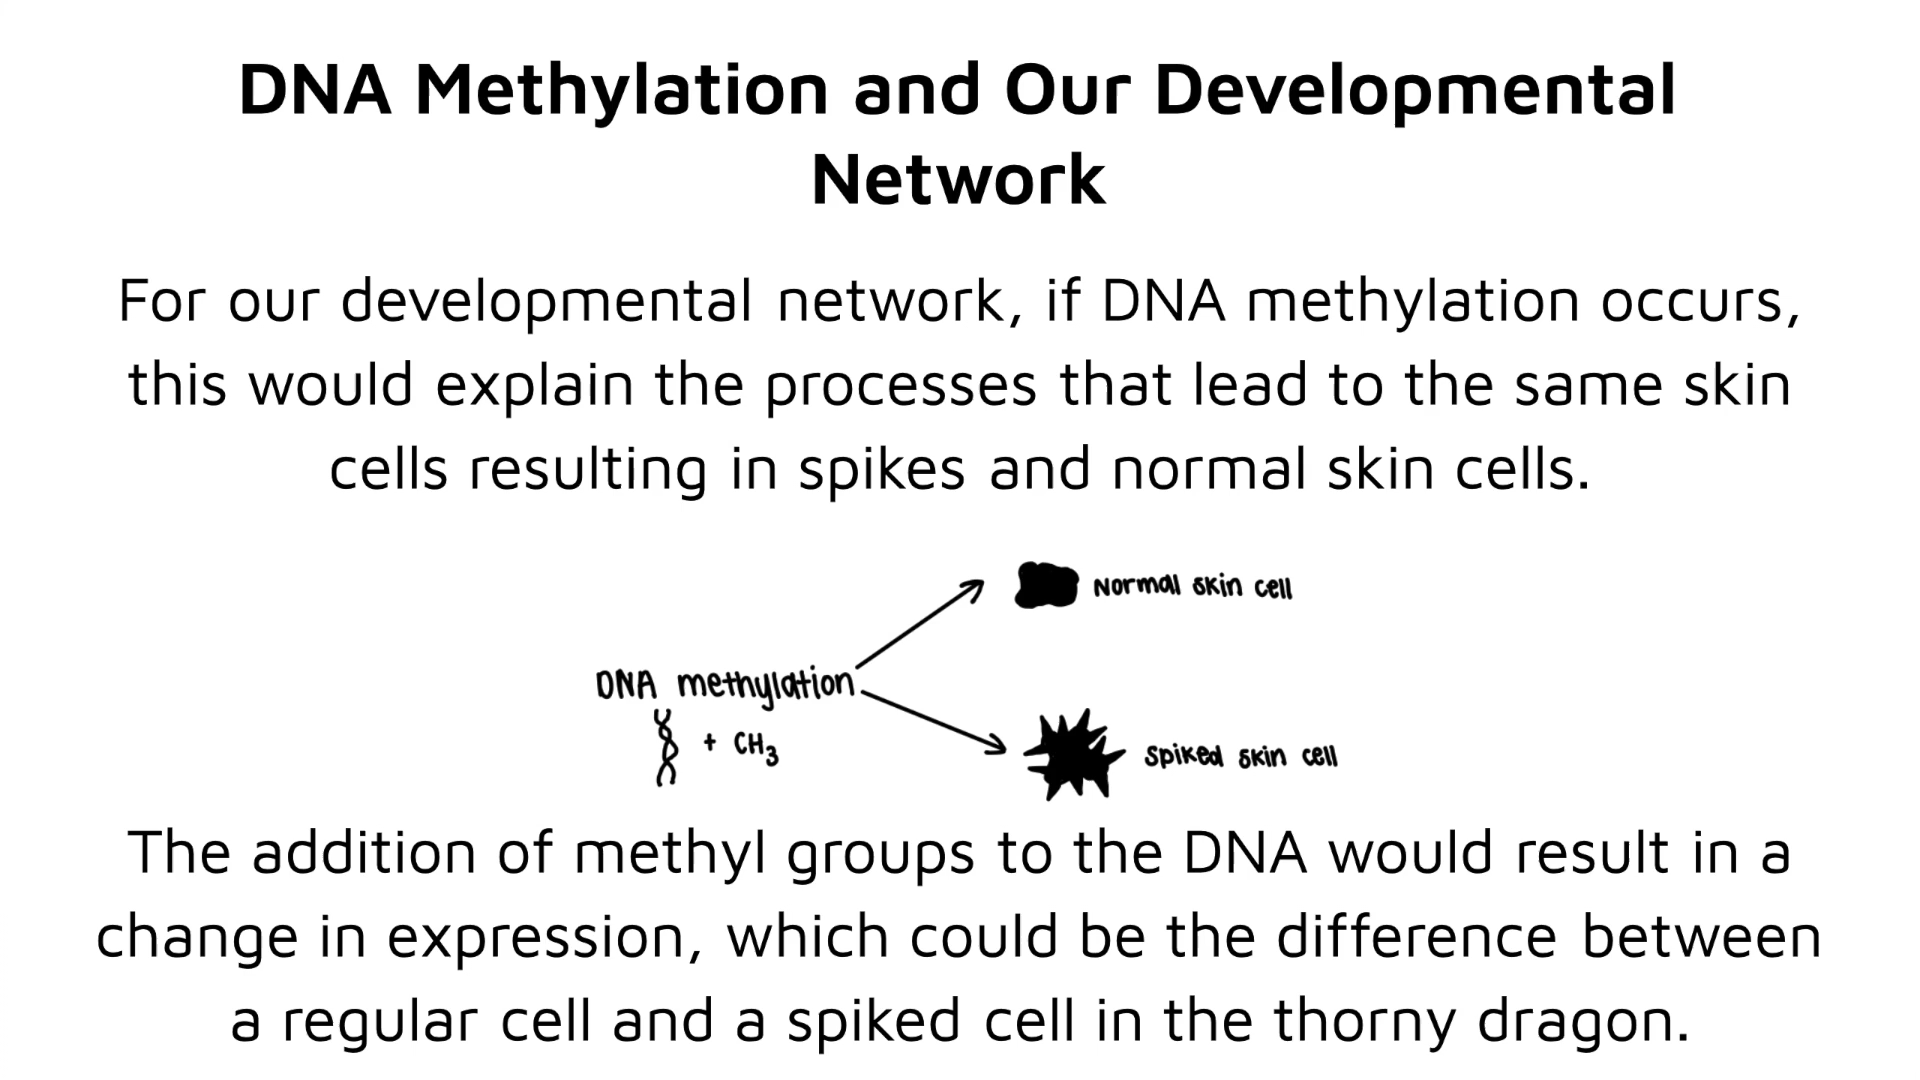 DNA Methylation and Our Developmental
Network
For our developmental network, if DNA methylation occurs,
this would explain the processes that lead to the same skin
cells resulting in spikes and normal skin cells.
Normal skin cell
DNA methylation
+ CH₃
Spiked skin cell
The addition of methyl groups to the DNA would result in a
change in expression, which could be the difference between
a regular cell and a spiked cell in the thorny dragon.